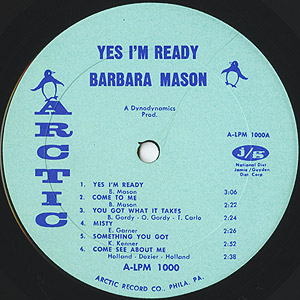 YES I'M READY
BARBARA MASON
A Dynodynamics
Prod.
ARCTIC
A-LPM 1000A
J/G
National Dist
Jamie/Guyden
Dist. Corp
1. YES I'M READY
B. Mason 3:06
2. COME TO ME
B. Mason 2:22
3. YOU GOT WHAT IT TAKES
B. Gordy - G. Gordy - T. Carlo 2:34
4. MISTY
E. Garner 2:26
5. SOMETHING YOU GOT
K. Kenner 2:52
4. COME SEE ABOUT ME
Holland - Dozier - Holland 2:38
A-LPM 1000
ARCTIC RECORD CO., PHILA. PA.